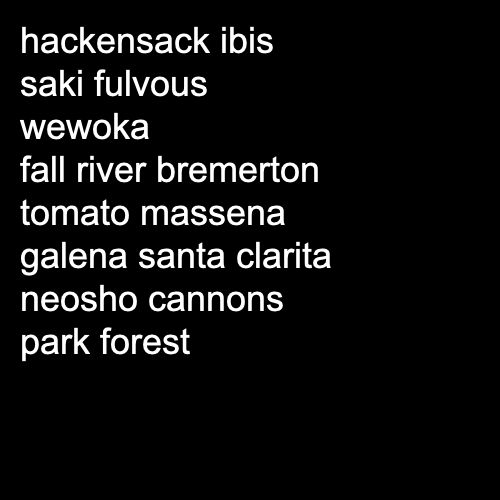 hackensack ibis
saki fulvous
wewoka
fall river bremerton
tomato massena
galena santa clarita
neosho cannons
park forest